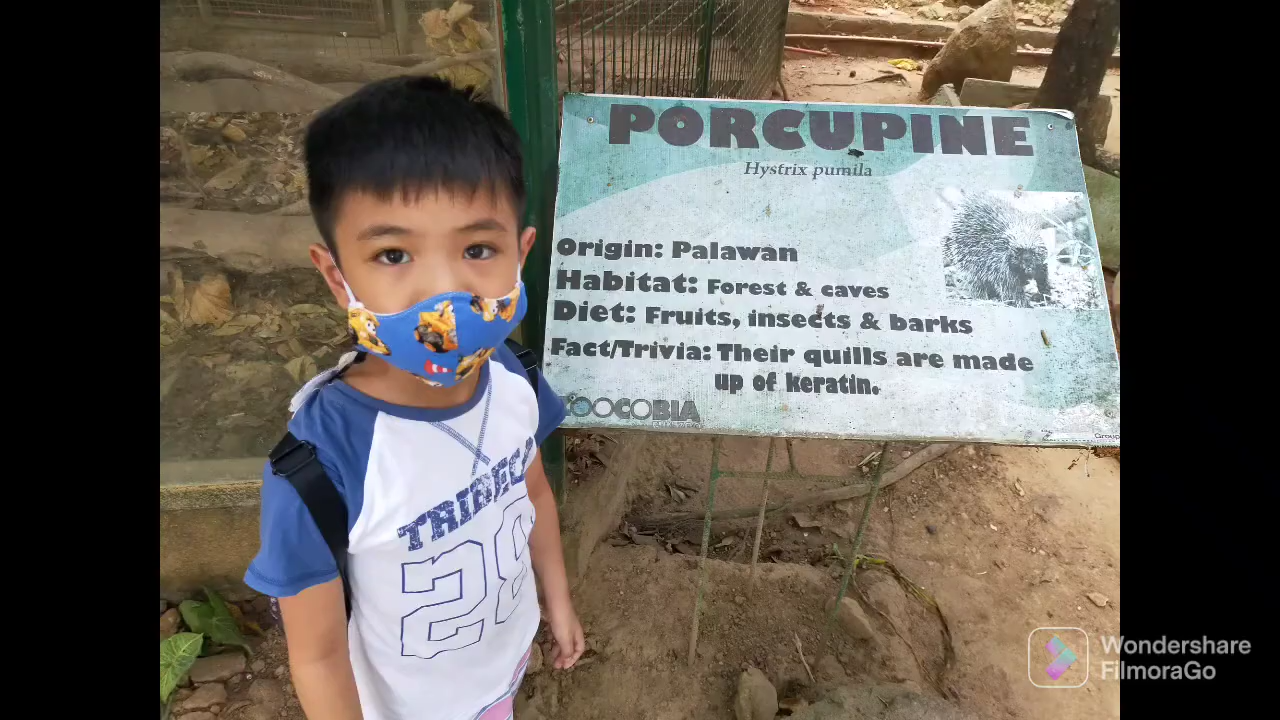 PORCUPINE
Hystrix pumila
Origin: Palawan
Habitat: Forest & caves
Diet: Fruits, insects & barks
Fact/Trivia: Their quills are made
up of keratin.
ZOOCOBIA
Group
TRIBECA
28
Wondershare
FilmoraGo